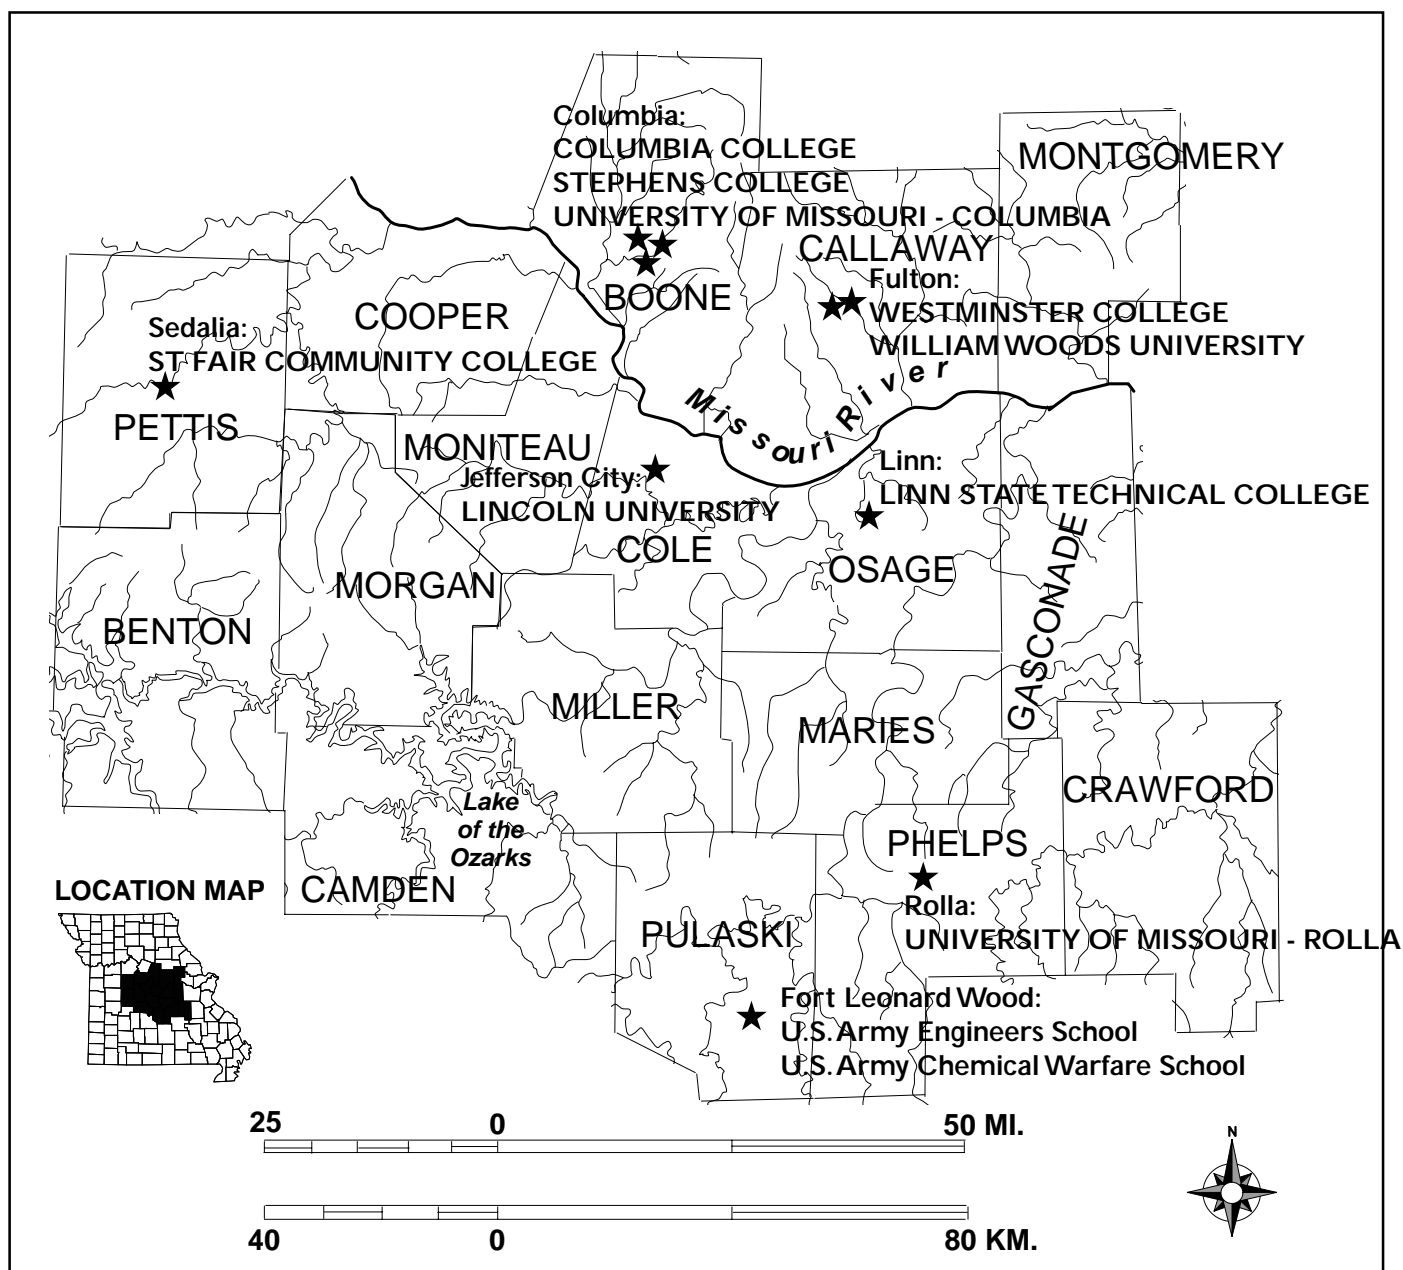 Columbia:
COLUMBIA COLLEGE
STEPHENS COLLEGE
UNIVERSITY OF MISSOURI - COLUMBIA
MONTGOMERY
CALLAWAY
Fulton:
WESTMINSTER COLLEGE
WILLIAM WOODS UNIVERSITY
BOONE
COOPER
Sedalia:
ST FAIR COMMUNITY COLLEGE
PETTIS
Missouri River
MONITEAU
Jefferson City:
LINCOLN UNIVERSITY
COLE
Linn:
LINN STATE TECHNICAL COLLEGE
OSAGE
GASCONADE
MORGAN
BENTON
MILLER
MARIES
CRAWFORD
Lake
of the
Ozarks
PHELPS
Rolla:
UNIVERSITY OF MISSOURI - ROLLA
CAMDEN
PULASKI
Fort Leonard Wood:
U.S. Army Engineers School
U.S. Army Chemical Warfare School
LOCATION MAP
25 0 50 MI.
40 0 80 KM.
N